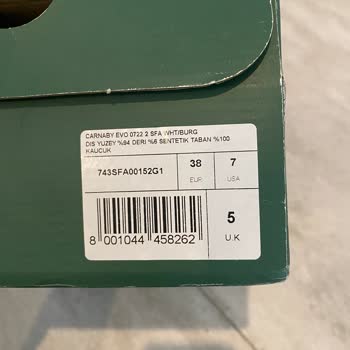 CARNABY EVO 0722 2 SFA WHT/BURG
DIS YUZEY %94 DERI %6 SENTETIK TABAN %100
KAUCUK
743SFA00152G1
38
EUR
7
USA
8 001044 458262
5
U.K